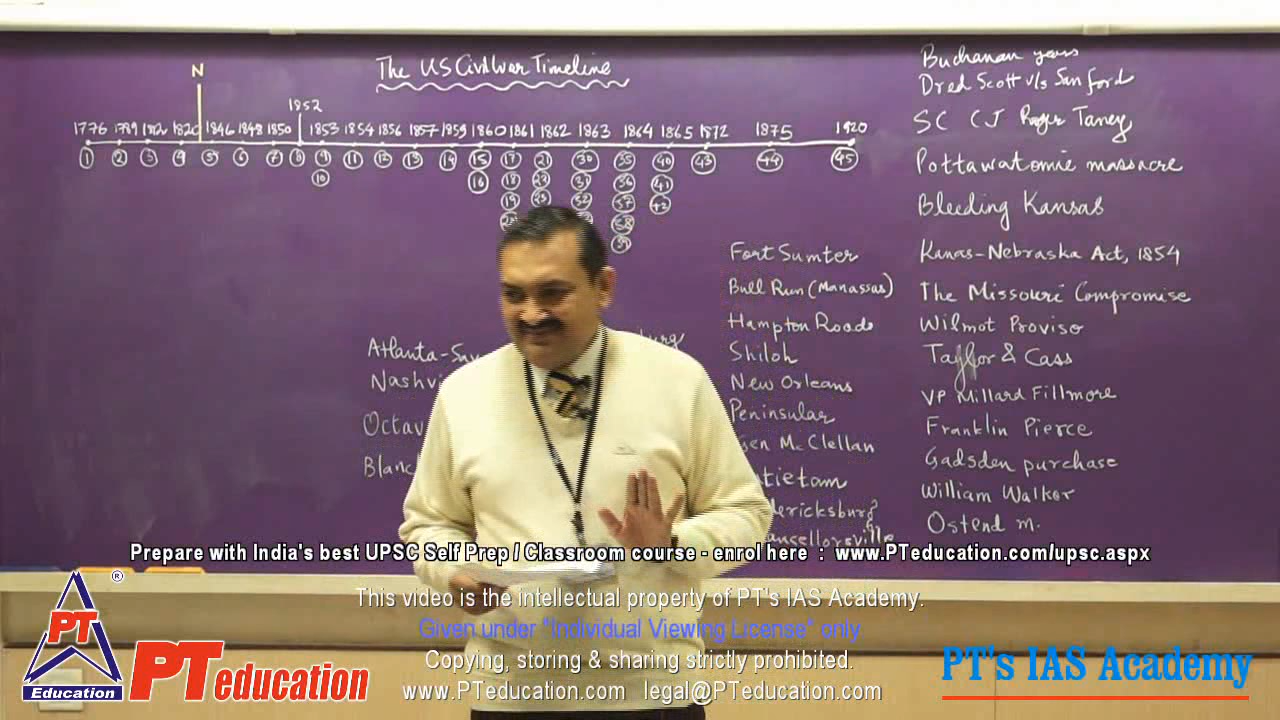 The US Civil War Timeline
N
1852
1776 1789 1820 1846 1848 1850 1853 1854 1856 1857 1859 1860 1861 1862 1863 1864 1865 1872 1875 1920
1 2 3 4 5 6 7 8 9 11 12 13 14 15 17 21 30 35 40 43 44 45
10 16 18 22 31 36 41
19 23 32 37 42
38
39
Atlanta-Sav
Nashvi
Octav
Blanc
burg
Fort Sumter
Bull Run (Manassas)
Hampton Roads
Shiloh
New Orleans
Peninsular
Gen McClellan
tietam
dericksburg
ancellorsville
Buchanan years
Dred Scott v/s Sanford
SC CJ Roger Taney
Pottawatomie massacre
Bleeding Kansas
Kanas-Nebraska Act, 1854
The Missouri Compromise
Wilmot Proviso
Taylor & Cass
VP Millard Fillmore
Franklin Pierce
Gadsden purchase
William Walker
Ostend m.
Prepare with India's best UPSC Self Prep / Classroom course - enrol here : www.PTeducation.com/upsc.aspx
This video is the intellectual property of PT's IAS Academy.
Given under "Individual Viewing License" only
Copying, storing & sharing strictly prohibited.
www.PTeducation.com legal@PTeducation.com
PT ®
Education
PT education
PT's IAS Academy